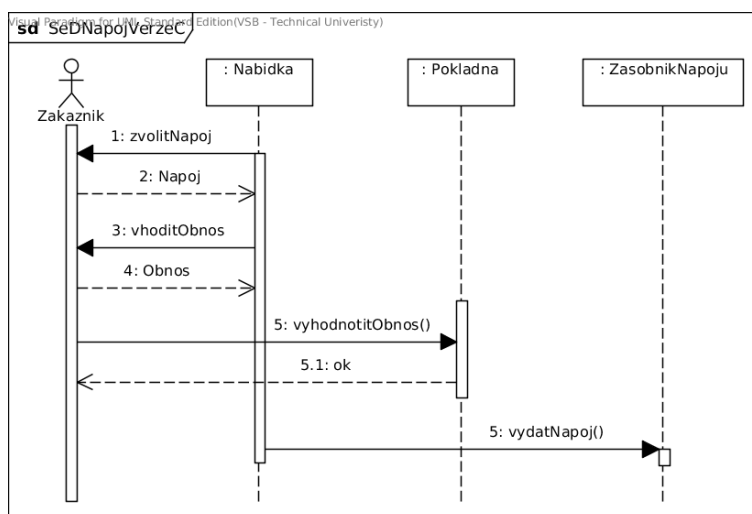 Visual Paradigm for UML Standard Edition(VSB - Technical Univeristy)
sd SeDNapojVerzeC
: Nabidka
: Pokladna
: ZasobnikNapoju
Zakaznik
1: zvolitNapoj
2: Napoj
3: vhoditObnos
4: Obnos
5: vyhodnotitObnos()
5.1: ok
5: vydatNapoj()